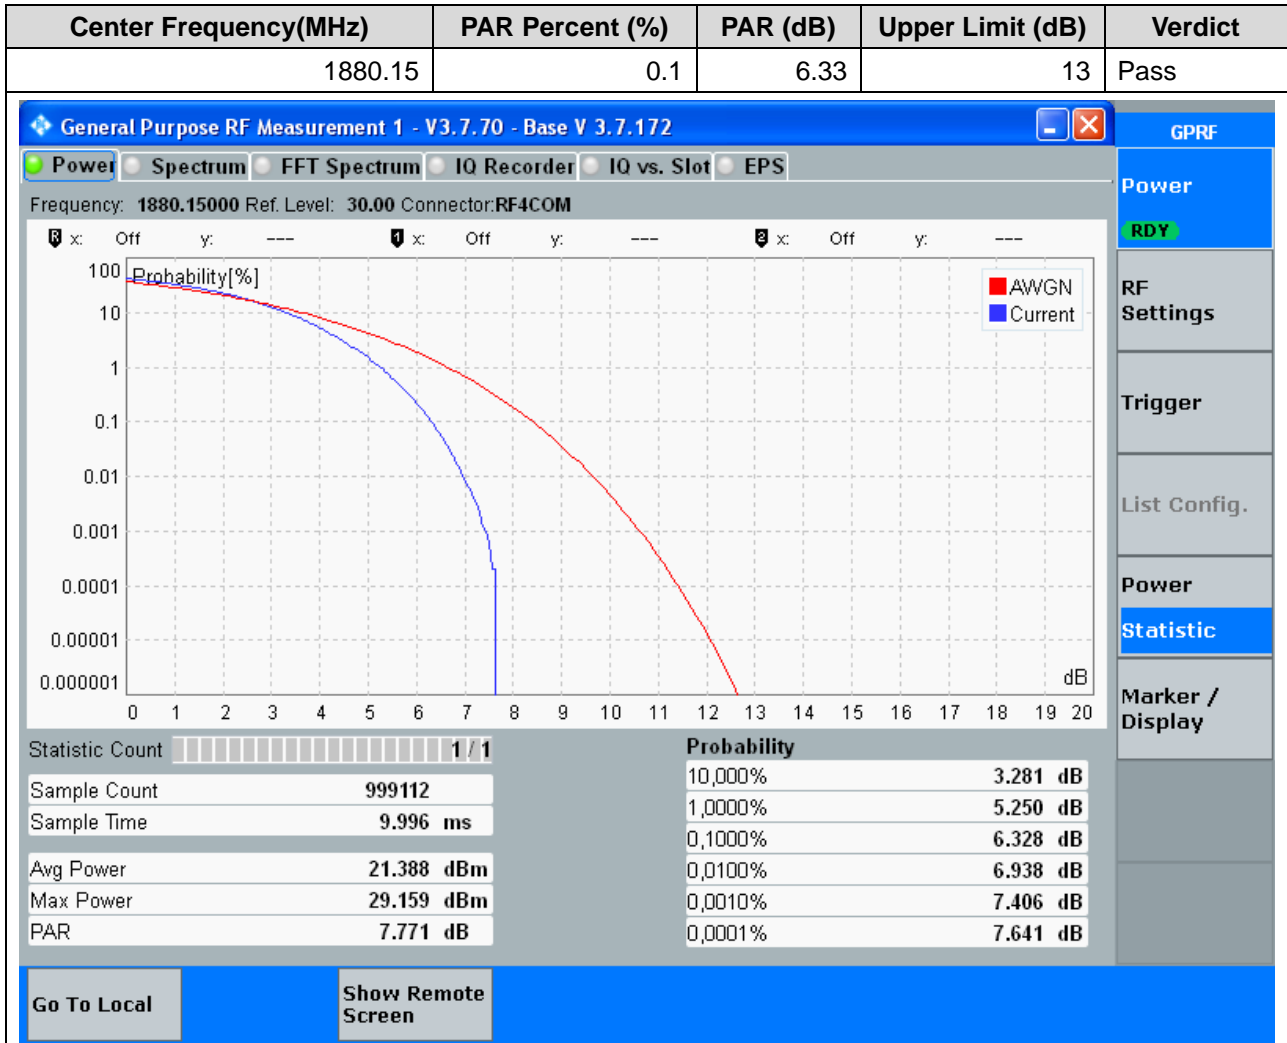 Center Frequency(MHz) PAR Percent (%) PAR (dB) Upper Limit (dB) Verdict
1880.15 0.1 6.33 13 Pass
General Purpose RF Measurement 1 - V3.7.70 - Base V 3.7.172
GPRF
Power Spectrum FFT Spectrum IQ Recorder IQ vs. Slot EPS
Frequency: 1880.15000 Ref. Level: 30.00 Connector:RF4COM
R x: Off y: --- 1 x: Off y: --- 2 x: Off y: ---
Probability[%]
AWGN
Current
100
10
1
0.1
0.01
0.001
0.0001
0.00001
0.000001
dB
0 1 2 3 4 5 6 7 8 9 10 11 12 13 14 15 16 17 18 19 20
Statistic Count 1 / 1
Sample Count 999112
Sample Time 9.996 ms
Avg Power 21.388 dBm
Max Power 29.159 dBm
PAR 7.771 dB
Probability
10,000% 3.281 dB
1,0000% 5.250 dB
0,1000% 6.328 dB
0,0100% 6.938 dB
0,0010% 7.406 dB
0,0001% 7.641 dB
Power
RDY
RF
Settings
Trigger
List Config.
Power
Statistic
Marker /
Display
Go To Local
Show Remote
Screen